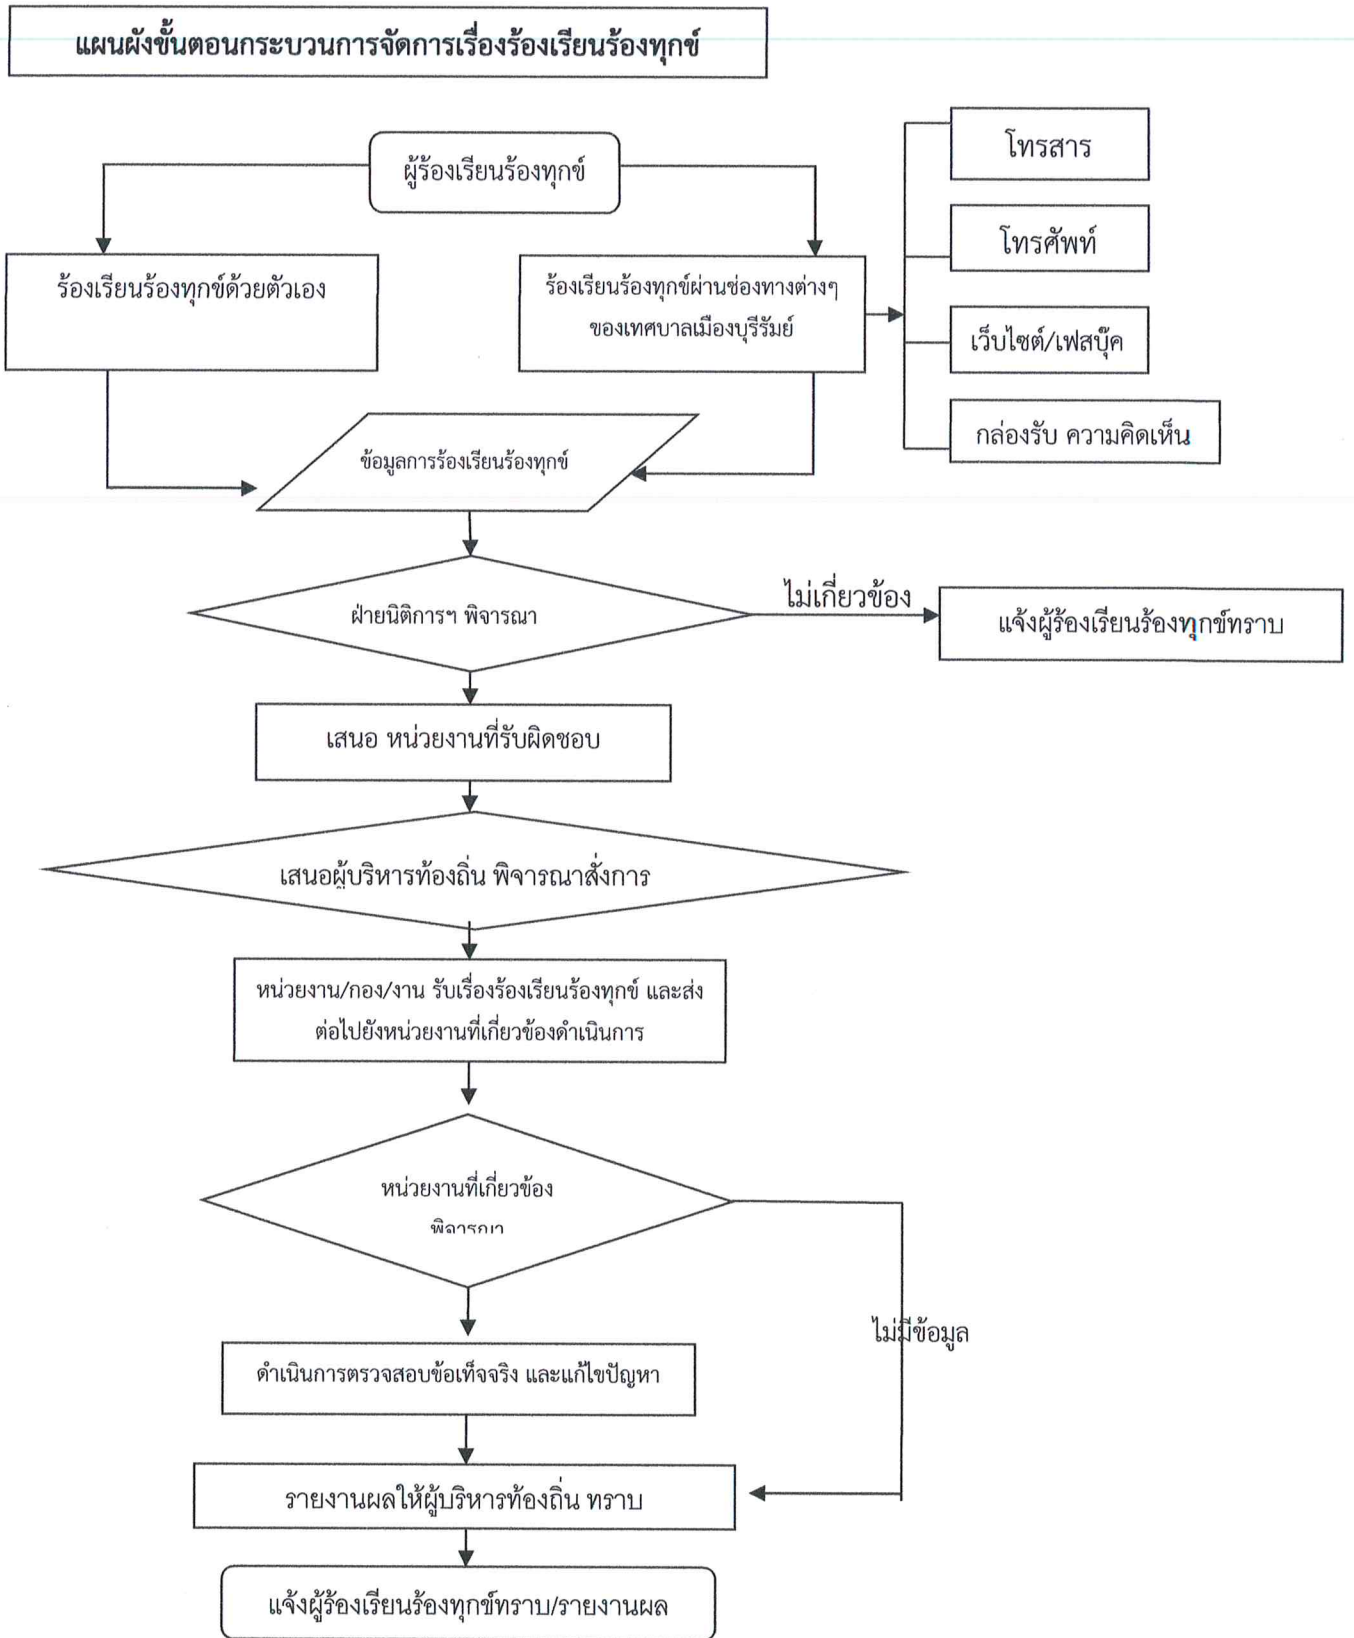 แผนผังขั้นตอนกระบวนการจัดการเรื่องร้องเรียนร้องทุกข์
ผู้ร้องเรียนร้องทุกข์
ร้องเรียนร้องทุกข์ด้วยตัวเอง
ร้องเรียนร้องทุกข์ผ่านช่องทางต่างๆ
ของเทศบาลเมืองบุรีรัมย์
โทรสาร
โทรศัพท์
เว็บไซต์/เฟสบุ๊ค
กล่องรับ ความคิดเห็น
ข้อมูลการร้องเรียนร้องทุกข์
ฝ่ายนิติการฯ พิจารณา
ไม่เกี่ยวข้อง
แจ้งผู้ร้องเรียนร้องทุกข์ทราบ
เสนอ หน่วยงานที่รับผิดชอบ
เสนอผู้บริหารท้องถิ่น พิจารณาสั่งการ
หน่วยงาน/กอง/งาน รับเรื่องร้องเรียนร้องทุกข์ และส่ง
ต่อไปยังหน่วยงานที่เกี่ยวข้องดำเนินการ
หน่วยงานที่เกี่ยวข้อง
พิจารณา
ไม่มีข้อมูล
ดำเนินการตรวจสอบข้อเท็จจริง และแก้ไขปัญหา
รายงานผลให้ผู้บริหารท้องถิ่น ทราบ
แจ้งผู้ร้องเรียนร้องทุกข์ทราบ/รายงานผล